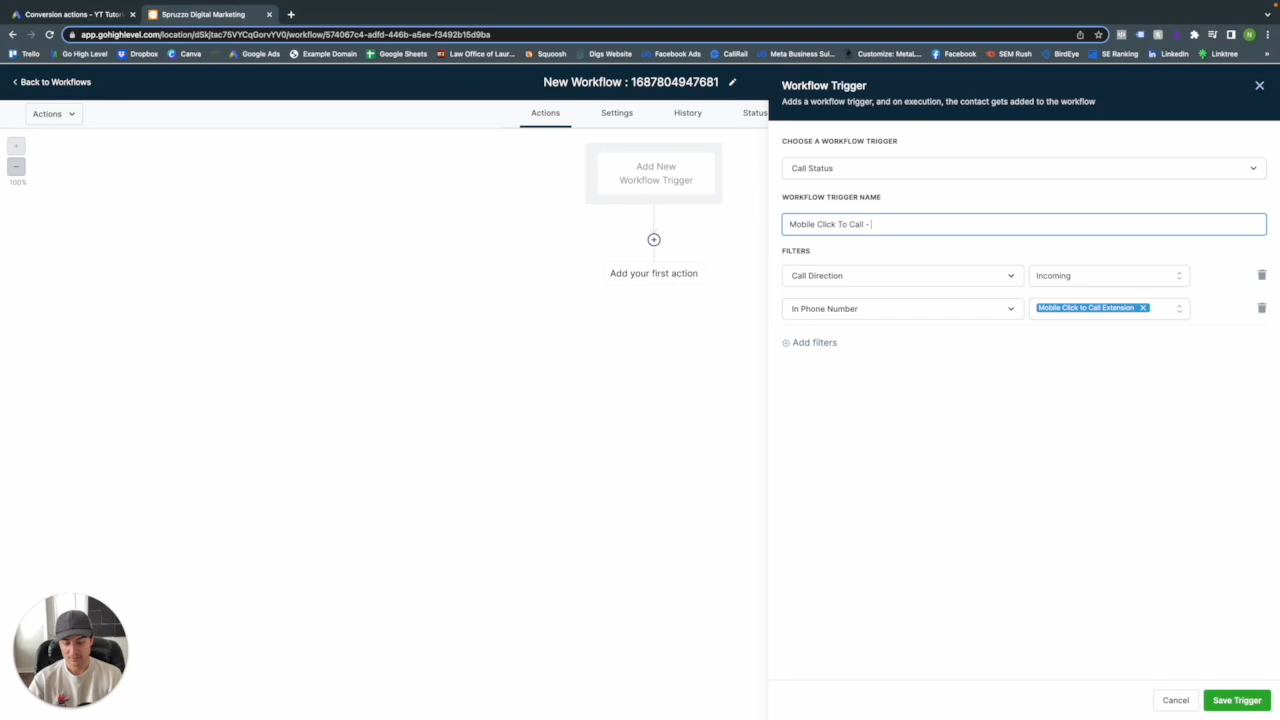 Conversion actions - YT Tutori
Spruzzo Digital Marketing
app.gohighlevel.com/location/dSkjtac75VYCqGorvYV0/workflow/574067c4-adfd-446b-a5ee-f3492b15d9ba
Trello
Go High Level
Dropbox
Canva
Google Ads
Example Domain
Google Sheets
Law Office of Laur...
Squoosh
Digs Website
Facebook Ads
CallRail
Meta Business Sui...
Customize: MetaL...
Facebook
SEM Rush
BirdEye
SE Ranking
LinkedIn
Linktree
»
Back to Workflows
New Workflow : 1687804947681
Actions
Actions
Settings
History
Status
100%
Add New
Workflow Trigger
Add your first action
Workflow Trigger
Adds a workflow trigger, and on execution, the contact gets added to the workflow
CHOOSE A WORKFLOW TRIGGER
Call Status
WORKFLOW TRIGGER NAME
Mobile Click To Call -
FILTERS
Call Direction
Incoming
In Phone Number
Mobile Click to Call Extension
Add filters
Cancel
Save Trigger